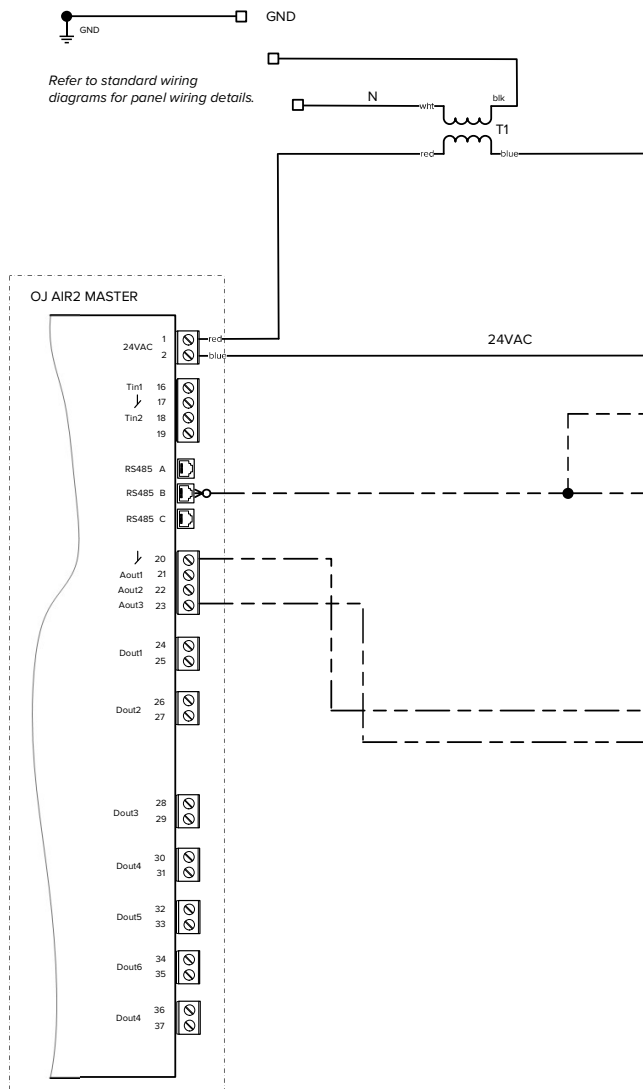 GND
GND
Refer to standard wiring
diagrams for panel wiring details.
N
wht
blk
T1
red
blue
OJ AIR2 MASTER
24VAC
1
red
24VAC
2
blue
Tin1 16
17
Tin2 18
19
RS485 A
RS485 B
RS485 C
20
Aout1 21
Aout2 22
Aout3 23
Dout1 24
25
Dout2 26
27
Dout3 28
29
Dout4 30
31
Dout5 32
33
Dout6 34
35
Dout4 36
37